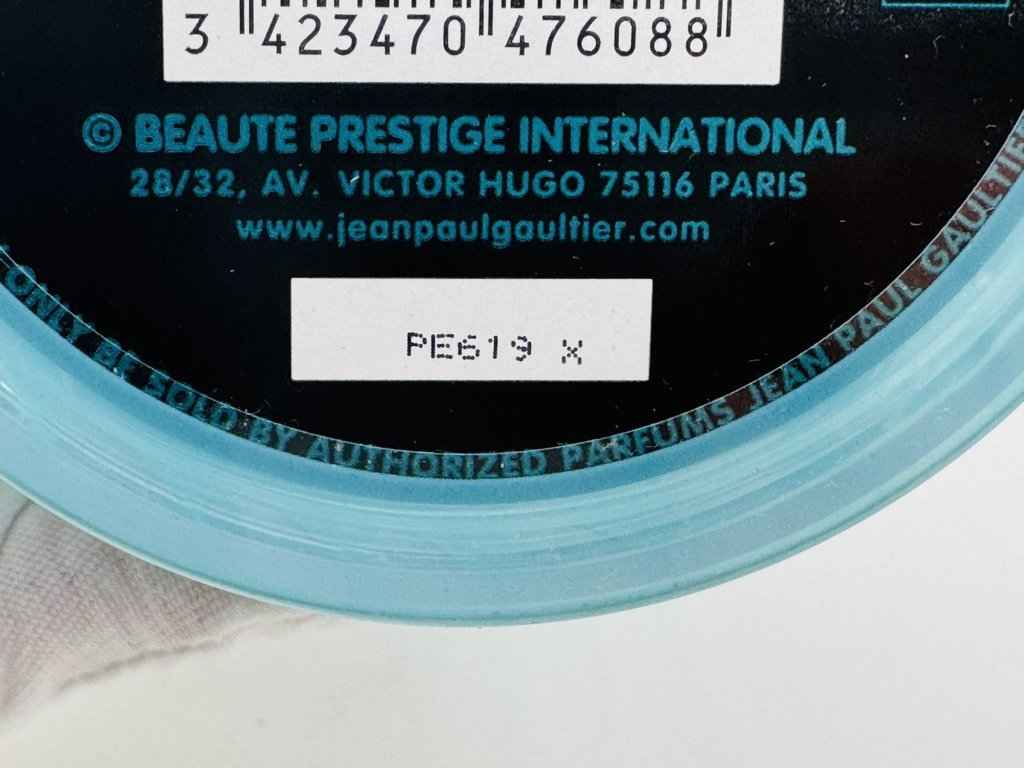 3 423470 476088
© BEAUTE PRESTIGE INTERNATIONAL
28/32, AV. VICTOR HUGO 75116 PARIS
www.jeanpaulgaultier.com
PE619 X
ONLY BE SOLD BY AUTHORIZED PARFUMS JEAN PAUL GAULTIER